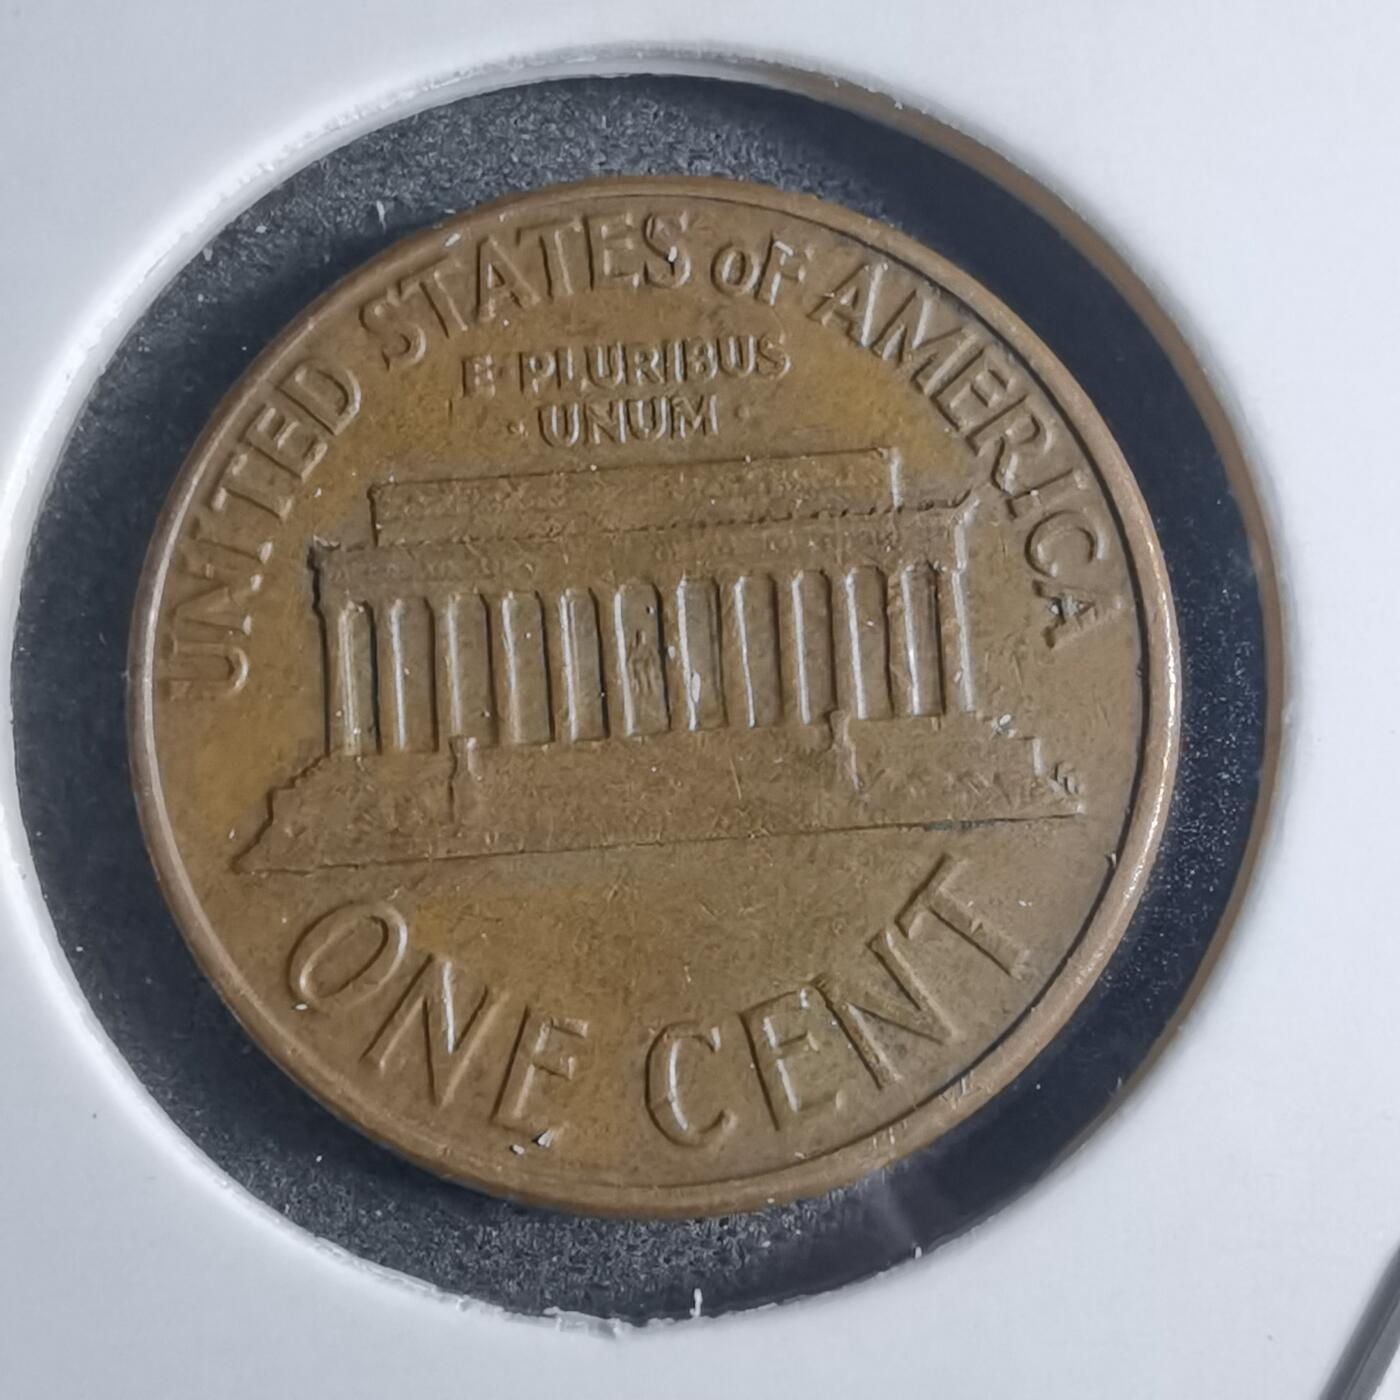 UNITED STATES oF AMERICA
E · PLURIBUS
· UNUM ·
ONE CENT